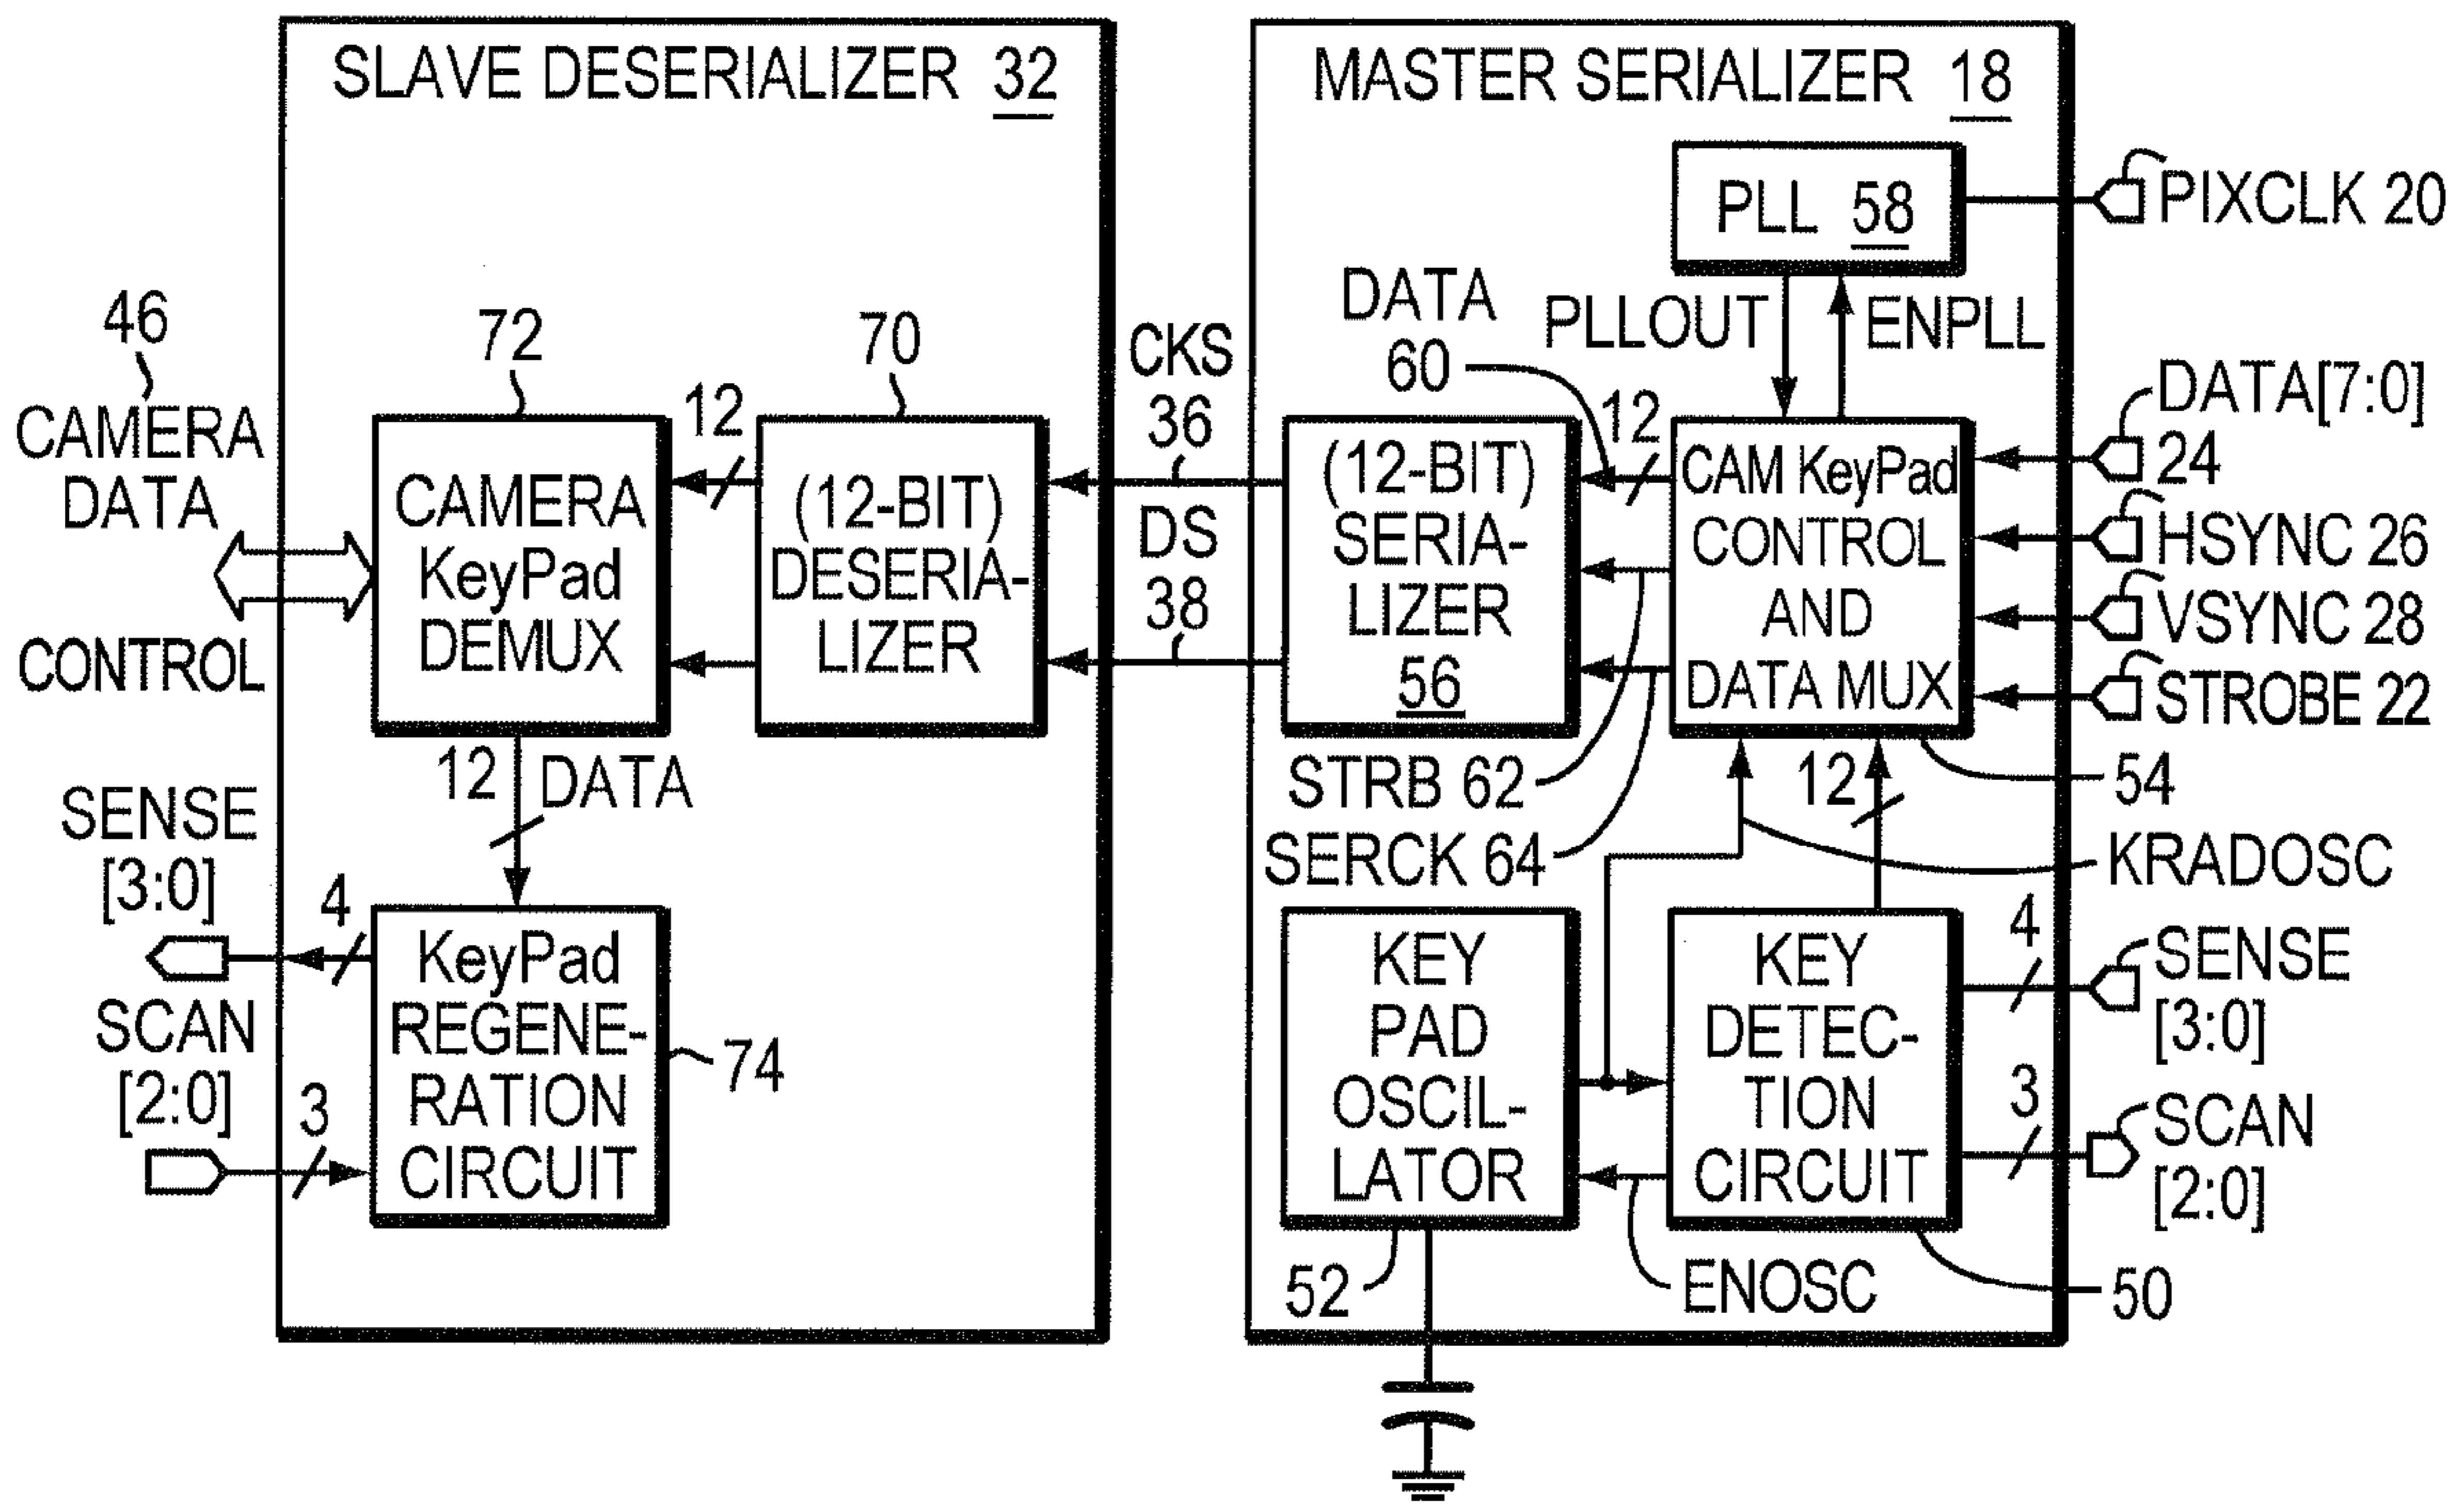 SLAVE DESERIALIZER 32
MASTER SERIALIZER 18
PLL 58
PIXCLK 20
PLLOUT
ENPLL
DATA
60
12
DATA[7:0]
24
HSYNC 26
VSYNC 28
STROBE 22
CAM KeyPad
CONTROL
AND
DATA MUX
54
(12-BIT)
SERIA-
LIZER
56
STRB 62
SERCK 64
12
KRADOSC
CKS
36
DS
38
70
(12-BIT)
DESERIA-
LIZER
12
72
CAMERA
KeyPad
DEMUX
46
CAMERA
DATA
CONTROL
12
DATA
SENSE
[3:0]
4
SCAN
[2:0]
3
KeyPad
REGENE-
RATION
CIRCUIT
74
KEY
PAD
OSCIL-
LATOR
52
KEY
DETEC-
TION
CIRCUIT
ENOSC
50
4
SENSE
[3:0]
3
SCAN
[2:0]